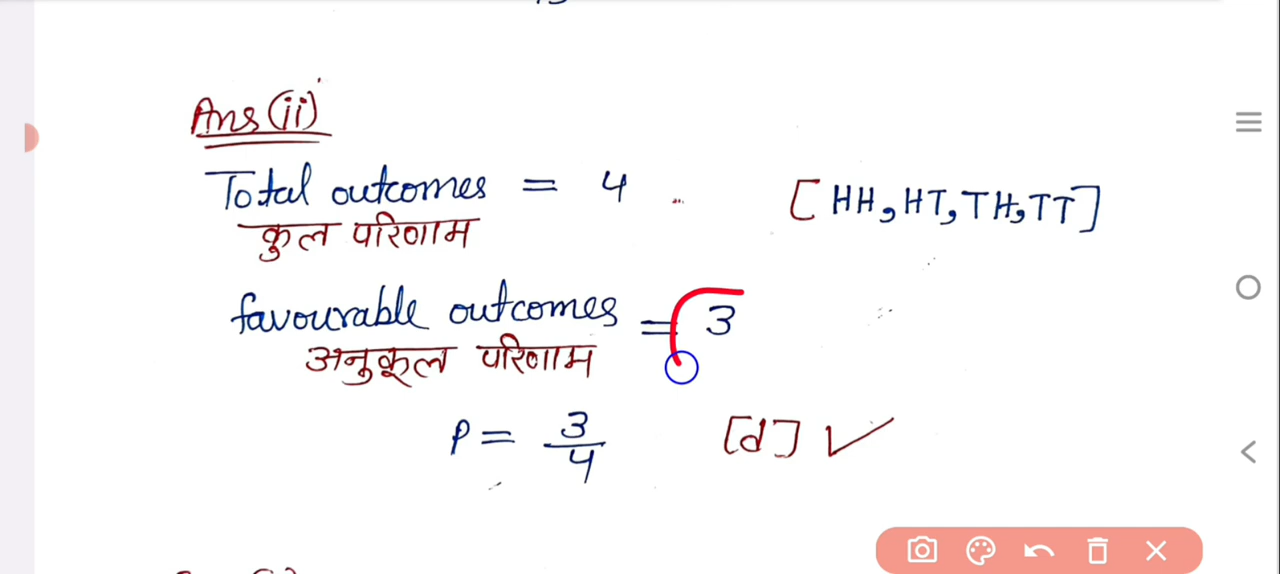 Ans (ii)
Total outcomes = 4 [HH, HT, TH, TT]
कुल परिणाम
favourable outcomes = 3
अनुकूल परिणाम
P = 3/4 [d] ✓